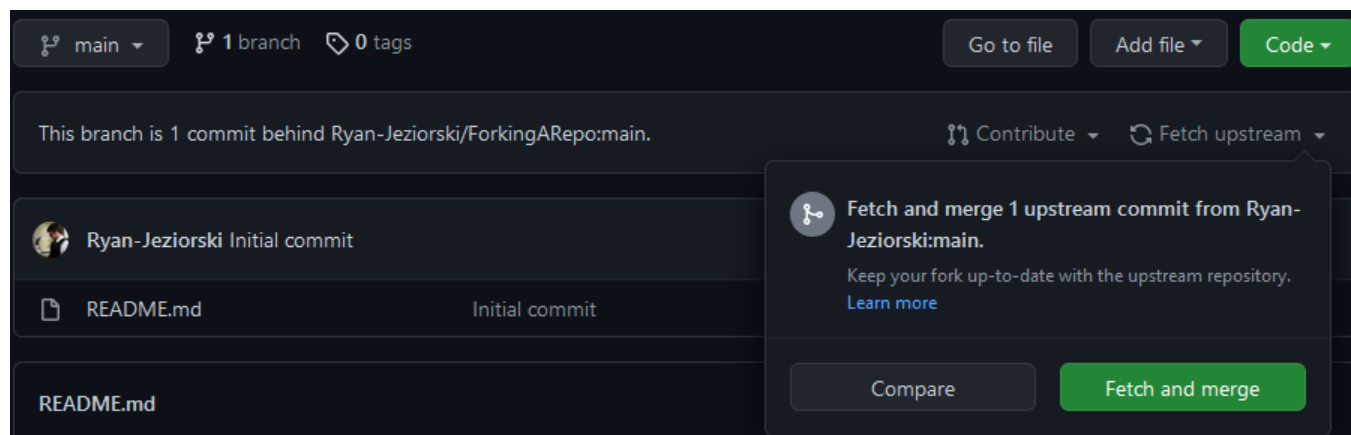 main
1 branch
0 tags
Go to file
Add file
Code
This branch is 1 commit behind Ryan-Jeziorski/ForkingARepo:main.
Contribute
Fetch upstream
Fetch and merge 1 upstream commit from Ryan-
Jeziorski:main.
Keep your fork up-to-date with the upstream repository.
Learn more
Compare
Fetch and merge
Ryan-Jeziorski Initial commit
README.md
Initial commit
README.md